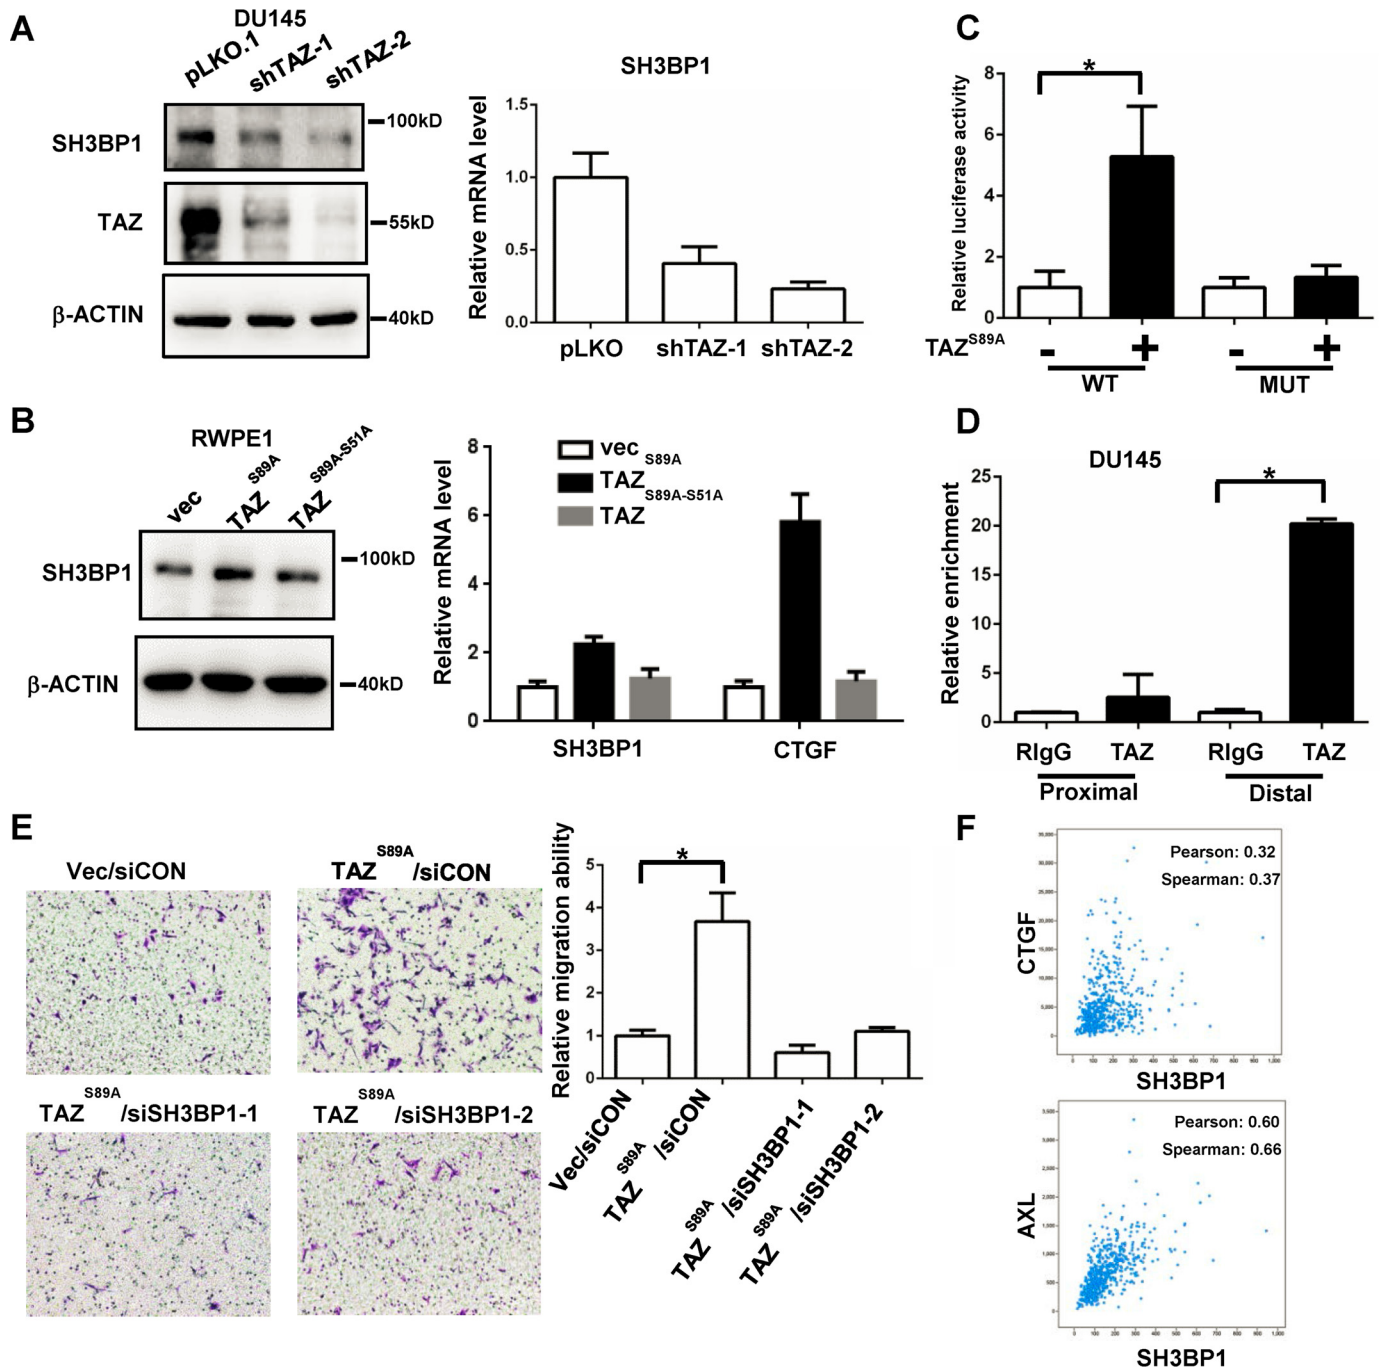 A
DU145
pLKO.1
shTAZ-1
shTAZ-2
SH3BP1
100kD
TAZ
55kD
β-ACTIN
40kD
SH3BP1
Relative mRNA level
1.5
1.0
0.5
0.0
pLKO
shTAZ-1
shTAZ-2
C
Relative luciferase activity
8
6
4
2
0
*
TAZS89A
- + - +
WT
MUT
B
RWPE1
vec
TAZS89A
TAZS89A-S51A
SH3BP1
100kD
β-ACTIN
40kD
Relative mRNA level
8
6
4
2
0
vec
TAZS89A
TAZS89A-S51A
SH3BP1
CTGF
D
DU145
Relative enrichment
25
20
15
10
5
0
*
RIgG
TAZ
RIgG
TAZ
Proximal
Distal
E
Vec/siCON
TAZS89A/siCON
TAZS89A/siSH3BP1-1
TAZS89A/siSH3BP1-2
Relative migration ability
5
4
3
2
1
0
*
Vec/siCON
TAZS89A/siCON
TAZS89A/siSH3BP1-1
TAZS89A/siSH3BP1-2
F
Pearson: 0.32
Spearman: 0.37
CTGF
SH3BP1
Pearson: 0.60
Spearman: 0.66
AXL
SH3BP1